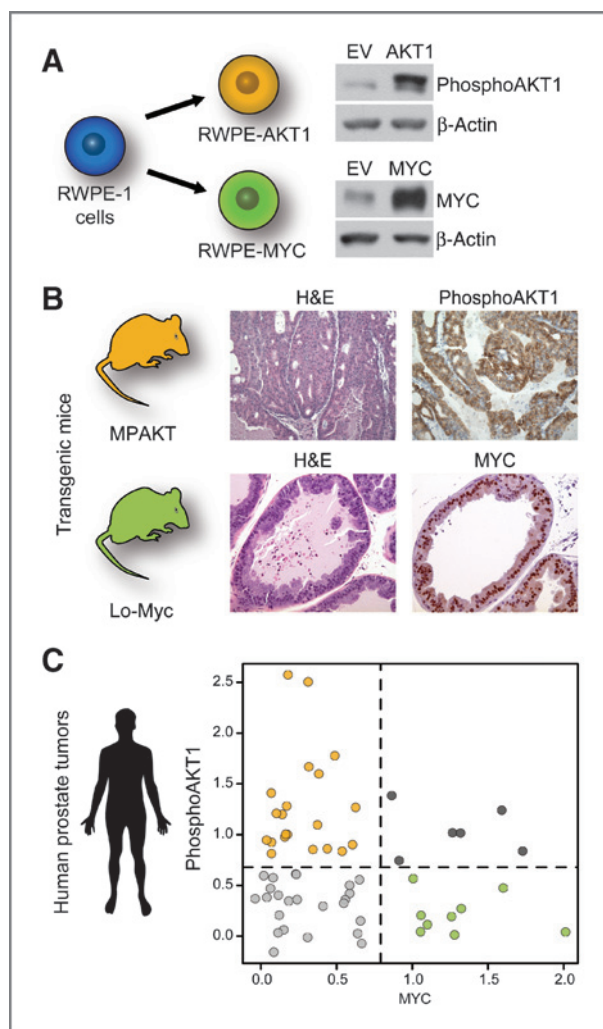 A
RWPE-1
cells
RWPE-AKT1
RWPE-MYC
EV AKT1
PhosphoAKT1
β-Actin
EV MYC
MYC
β-Actin
B
Transgenic mice
MPAKT
H&E
PhosphoAKT1
Lo-Myc
H&E
MYC
C
Human prostate tumors
PhosphoAKT1
2.5
2.0
1.5
1.0
0.5
0.0
0.0 0.5 1.0 1.5 2.0
MYC